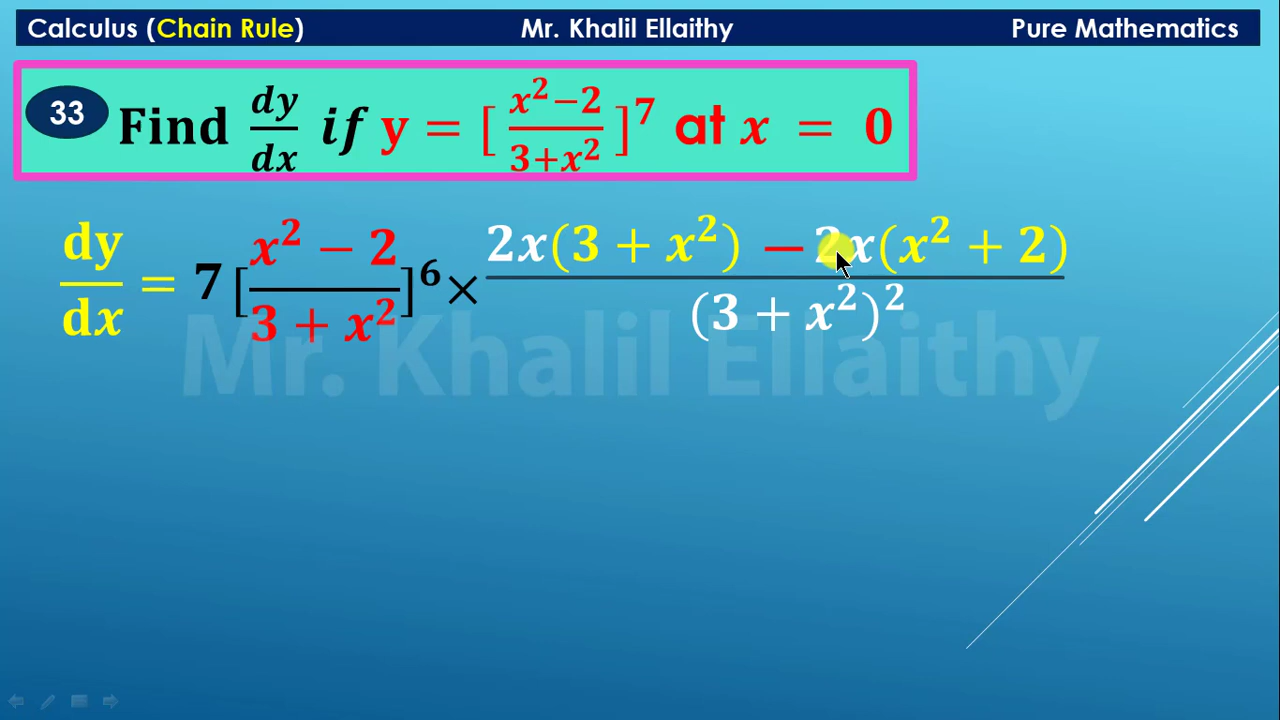 Calculus (Chain Rule) Mr. Khalil Ellaithy Pure Mathematics
33 Find dy/dx if y = [ x²−2 / 3+x² ]⁷ at x = 0
dy/dx = 7 [ x² − 2 / 3 + x² ]⁶ × 2x(3 + x²) − 2x(x² + 2) / (3 + x²)²
Mr. Khalil Ellaithy